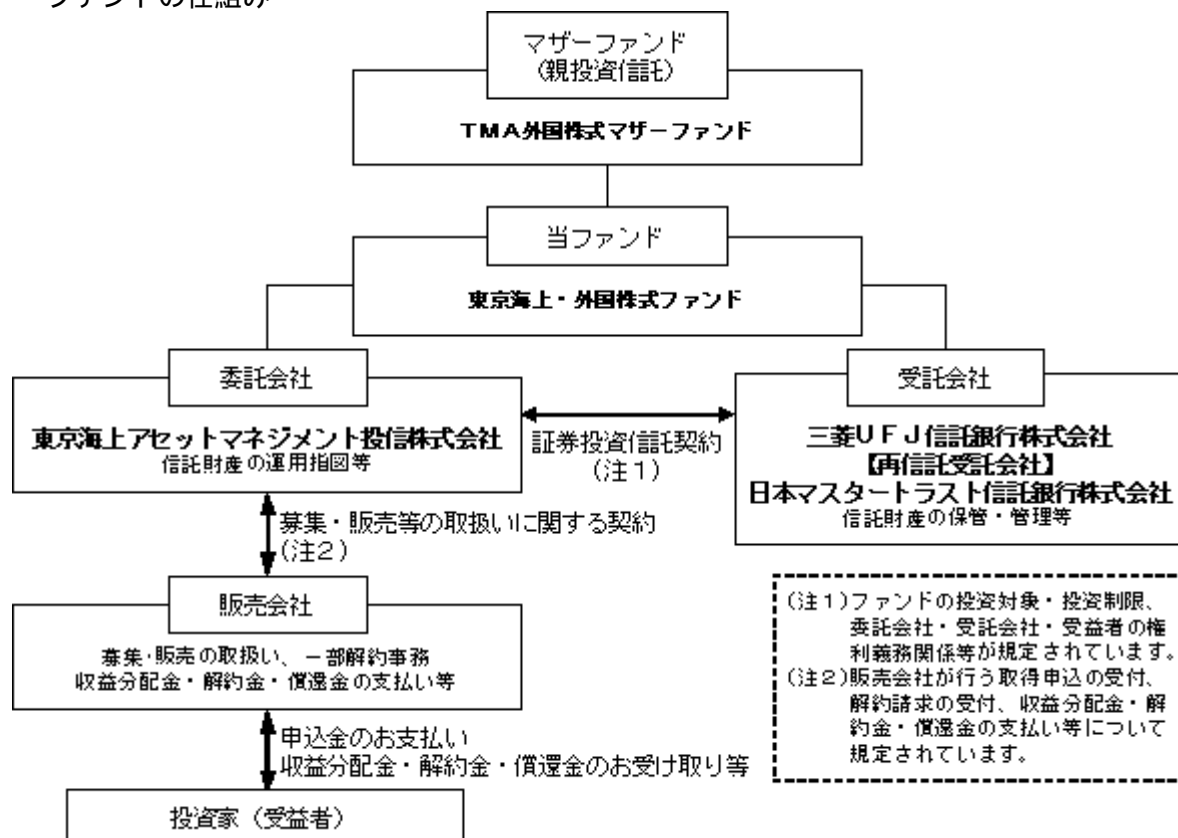 ファンドの仕組み
マザーファンド
（親投資信託）
ＴＭＡ外国株式マザーファンド
当ファンド
東京海上・外国株式ファンド
委託会社
東京海上アセットマネジメント投信株式会社
信託財産の運用指図等
証券投資信託契約
（注１）
受託会社
三菱ＵＦＪ信託銀行株式会社
【再信託受託会社】
日本マスタートラスト信託銀行株式会社
信託財産の保管・管理等
募集・販売等の取扱いに関する契約
（注２）
販売会社
募集・販売の取扱い、一部解約事務
収益分配金・解約金・償還金の支払い等
申込金のお支払い
収益分配金・解約金・償還金のお受け取り等
投資家（受益者）
（注１）ファンドの投資対象・投資制限、
委託会社・受託会社・受益者の権
利義務関係等が規定されています。
（注２）販売会社が行う取得申込の受付、
解約請求の受付、収益分配金・解
約金・償還金の支払い等について
規定されています。